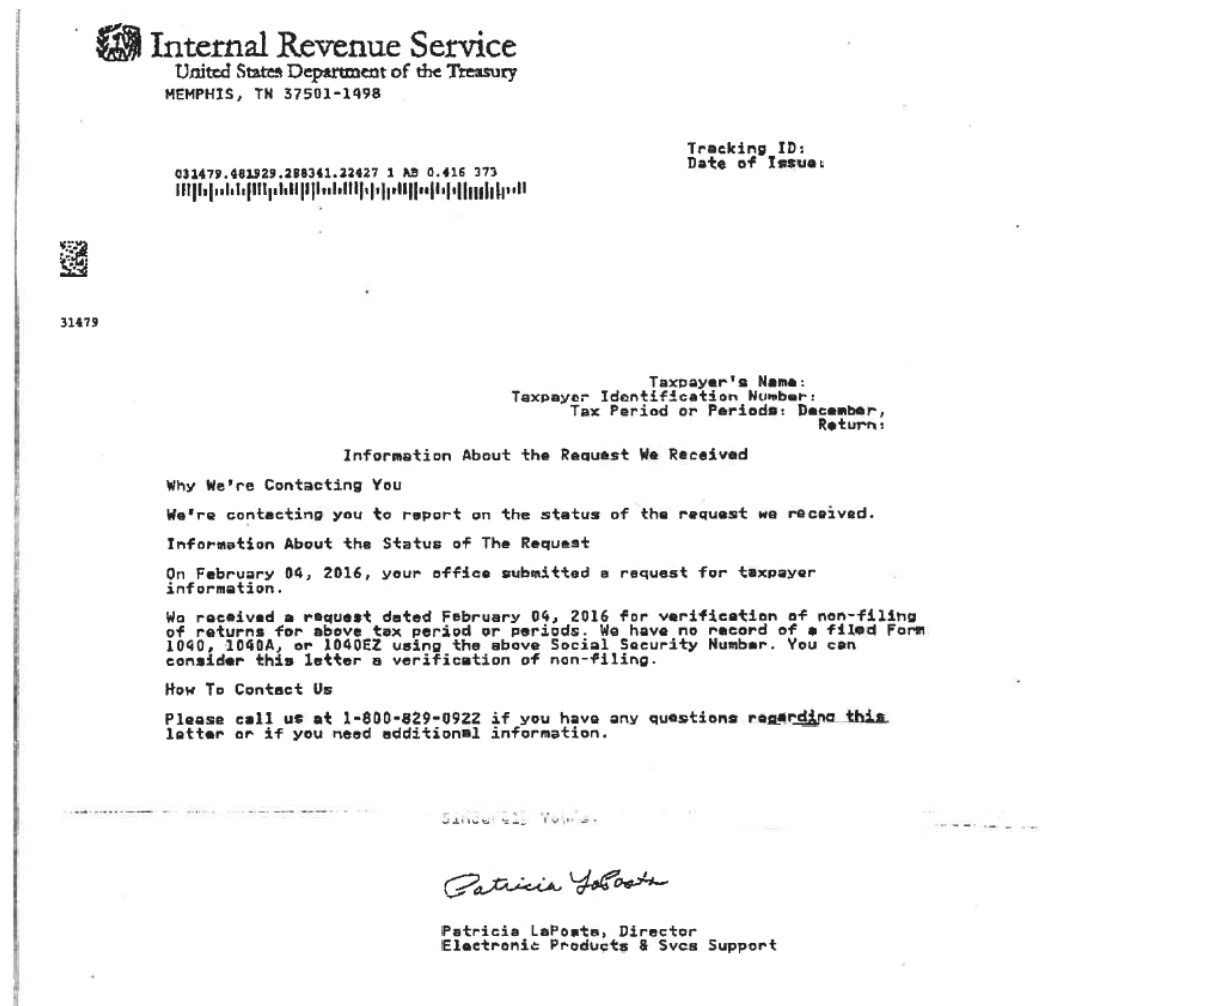 Internal Revenue Service
United States Department of the Treasury
MEMPHIS, TN 37501-1498
Tracking ID:
Date of Issue:
031479.481929.288341.22427 1 AB 0.416 373
31479
Taxpayer's Name:
Taxpayer Identification Number:
Tax Period or Periods: December,
Return:
Information About the Request We Received
Why We're Contacting You
We're contacting you to report on the status of the request we received.
Information About the Status of The Request
On February 04, 2016, your office submitted a request for taxpayer
information.
We received a request dated February 04, 2016 for verification of non-filing
of returns for above tax period or periods. We have no record of a filed Form
1040, 1040A, or 1040EZ using the above Social Security Number. You can
consider this letter a verification of non-filing.
How To Contact Us
Please call us at 1-800-829-0922 if you have any questions regarding this
letter or if you need additional information.
Sincerely Yours,
Patricia LaPosta
Patricia LaPosta, Director
Electronic Products & Svcs Support